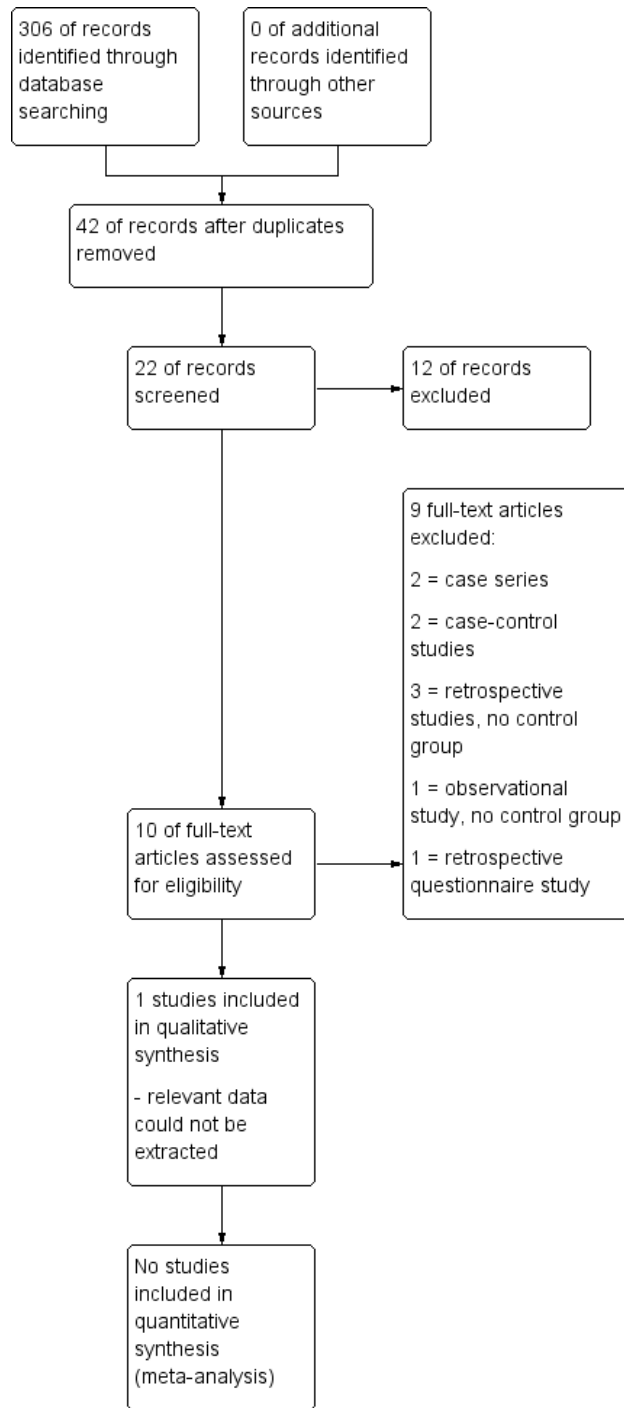 306 of records
identified through
database
searching
0 of additional
records identified
through other
sources
42 of records after duplicates
removed
22 of records
screened
12 of records
excluded
9 full-text articles
excluded:
2 = case series
2 = case-control
studies
3 = retrospective
studies, no control
group
1 = observational
study, no control group
1 = retrospective
questionnaire study
10 of full-text
articles assessed
for eligibility
1 studies included
in qualitative
synthesis
- relevant data
could not be
extracted
No studies
included in
quantitative
synthesis
(meta-analysis)